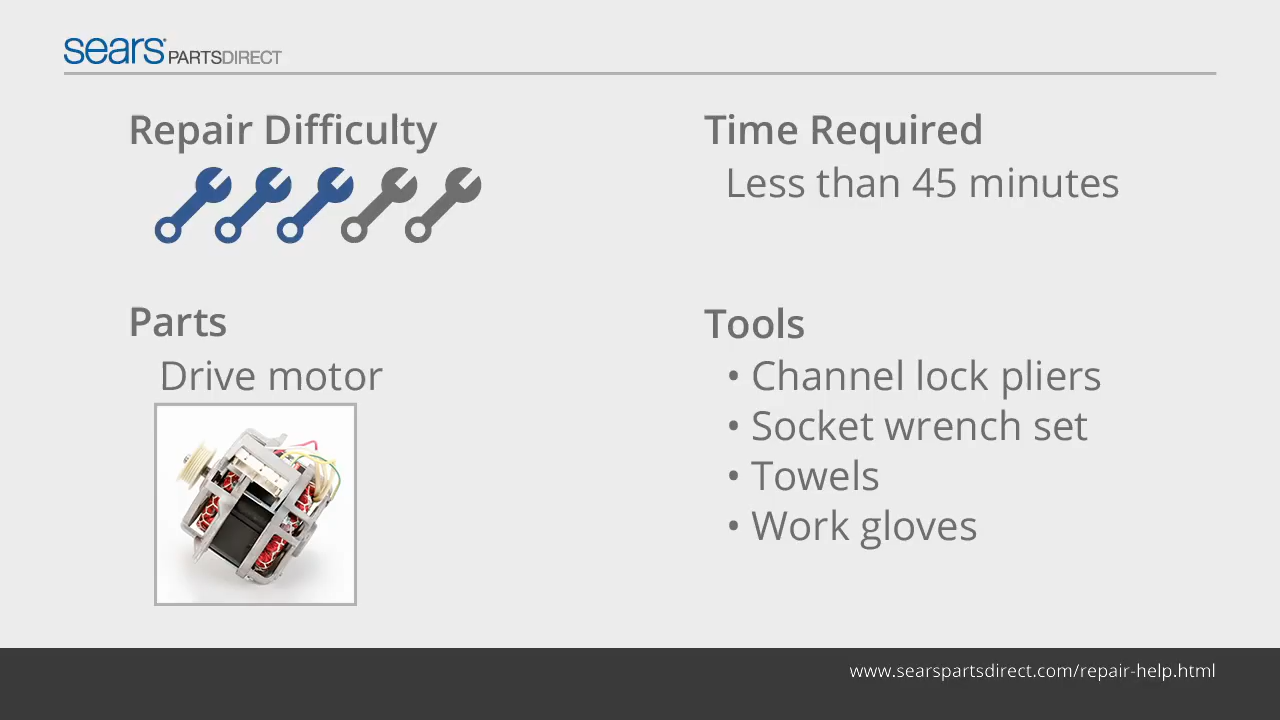 sears PARTSDIRECT
Repair Difficulty
Time Required
Less than 45 minutes
Parts
Drive motor
Tools
• Channel lock pliers
• Socket wrench set
• Towels
• Work gloves
www.searspartsdirect.com/repair-help.html